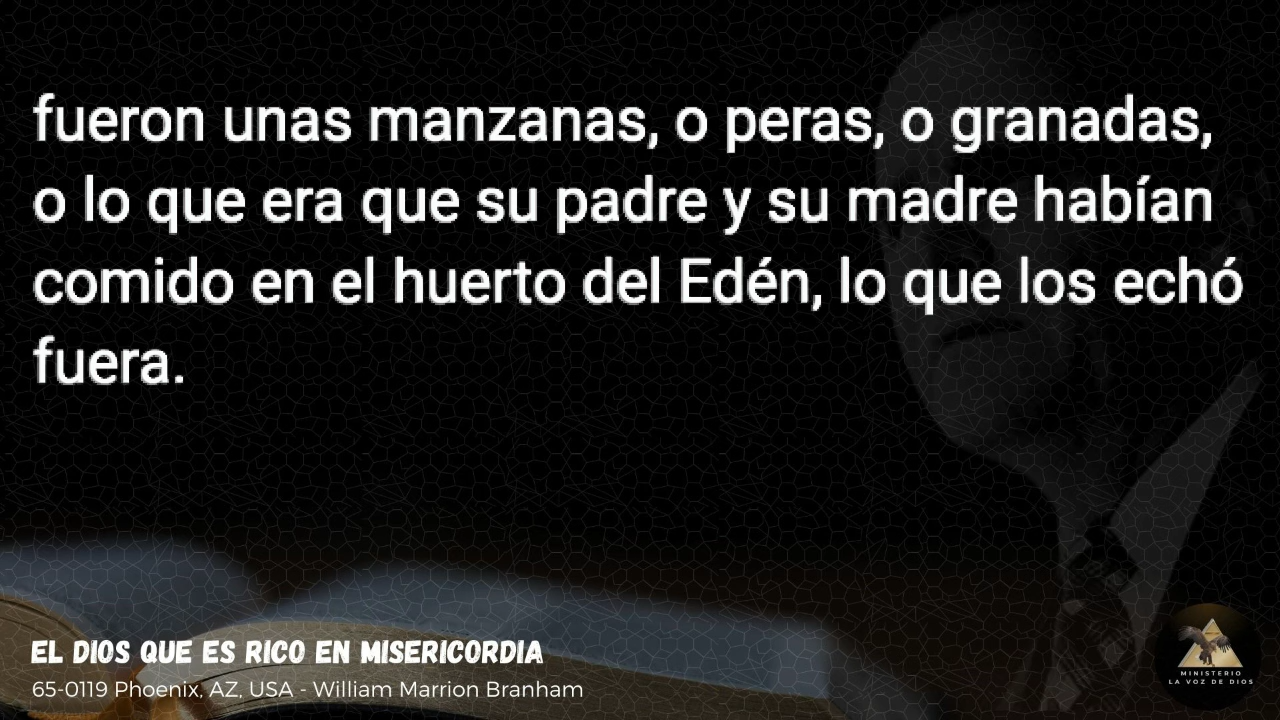 fueron unas manzanas, o peras, o granadas,
o lo que era que su padre y su madre habían
comido en el huerto del Edén, lo que los echó
fuera.
EL DIOS QUE ES RICO EN MISERICORDIA
65-0119 Phoenix, AZ, USA - William Marrion Branham
MINISTERIO
LA VOZ DE DIOS